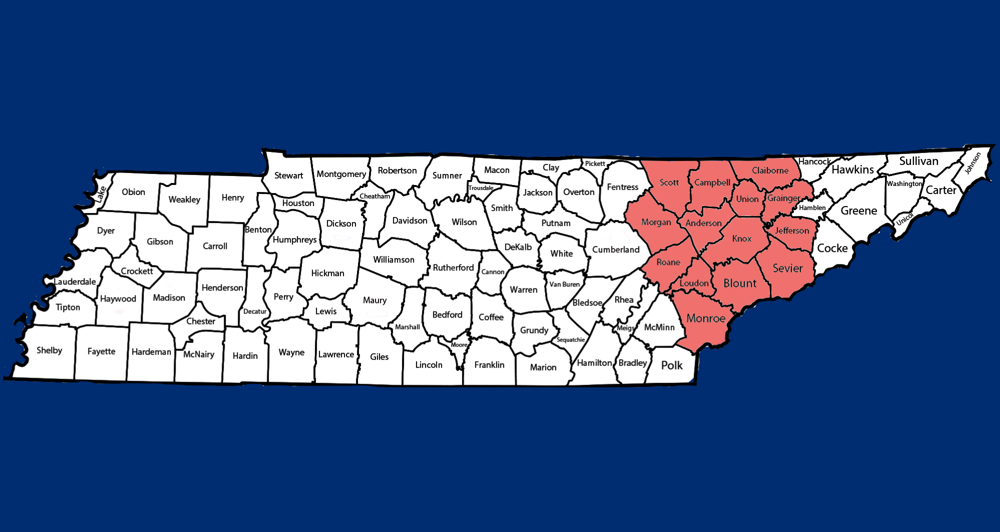 Lake
Obion
Weakley
Henry
Stewart
Montgomery
Robertson
Sumner
Macon
Clay
Pickett
Scott
Campbell
Claiborne
Hancock
Hawkins
Sullivan
Johnson
Trousdale
Cheatham
Houston
Dickson
Davidson
Wilson
Smith
Jackson
Overton
Fentress
Morgan
Anderson
Union
Grainger
Hamblen
Greene
Washington
Carter
Unicoi
Dyer
Gibson
Carroll
Benton
Humphreys
Williamson
Rutherford
Cannon
DeKalb
Putnam
White
Cumberland
Roane
Knox
Jefferson
Sevier
Cocke
Lauderdale
Crockett
Haywood
Madison
Henderson
Decatur
Perry
Hickman
Lewis
Maury
Marshall
Bedford
Coffee
Warren
Van Buren
Bledsoe
Rhea
Loudon
Blount
Monroe
Tipton
Chester
Grundy
Sequatchie
Meigs
McMinn
Shelby
Fayette
Hardeman
McNairy
Hardin
Wayne
Lawrence
Giles
Lincoln
Moore
Franklin
Marion
Hamilton
Bradley
Polk